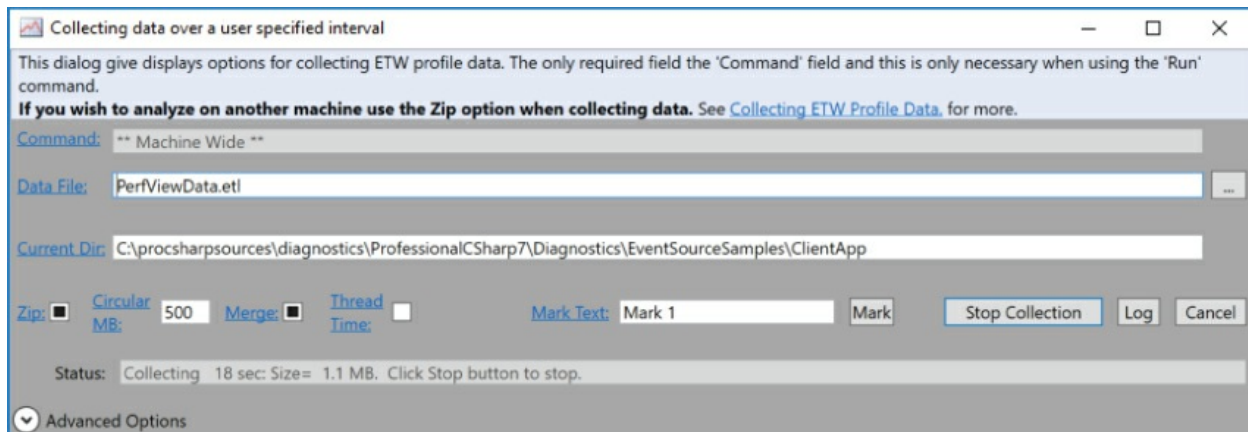 Collecting data over a user specified interval
This dialog give displays options for collecting ETW profile data. The only required field the 'Command' field and this is only necessary when using the 'Run'
command.
If you wish to analyze on another machine use the Zip option when collecting data. See Collecting ETW Profile Data. for more.
Command: ** Machine Wide **
Data File: PerfViewData.etl ...
Current Dir: C:\procsharpsources\diagnostics\ProfessionalCSharp7\Diagnostics\EventSourceSamples\ClientApp
Zip: Circular MB: 500 Merge: Thread Time: Mark Text: Mark 1 Mark Stop Collection Log Cancel
Status: Collecting 18 sec: Size= 1.1 MB. Click Stop button to stop.
Advanced Options